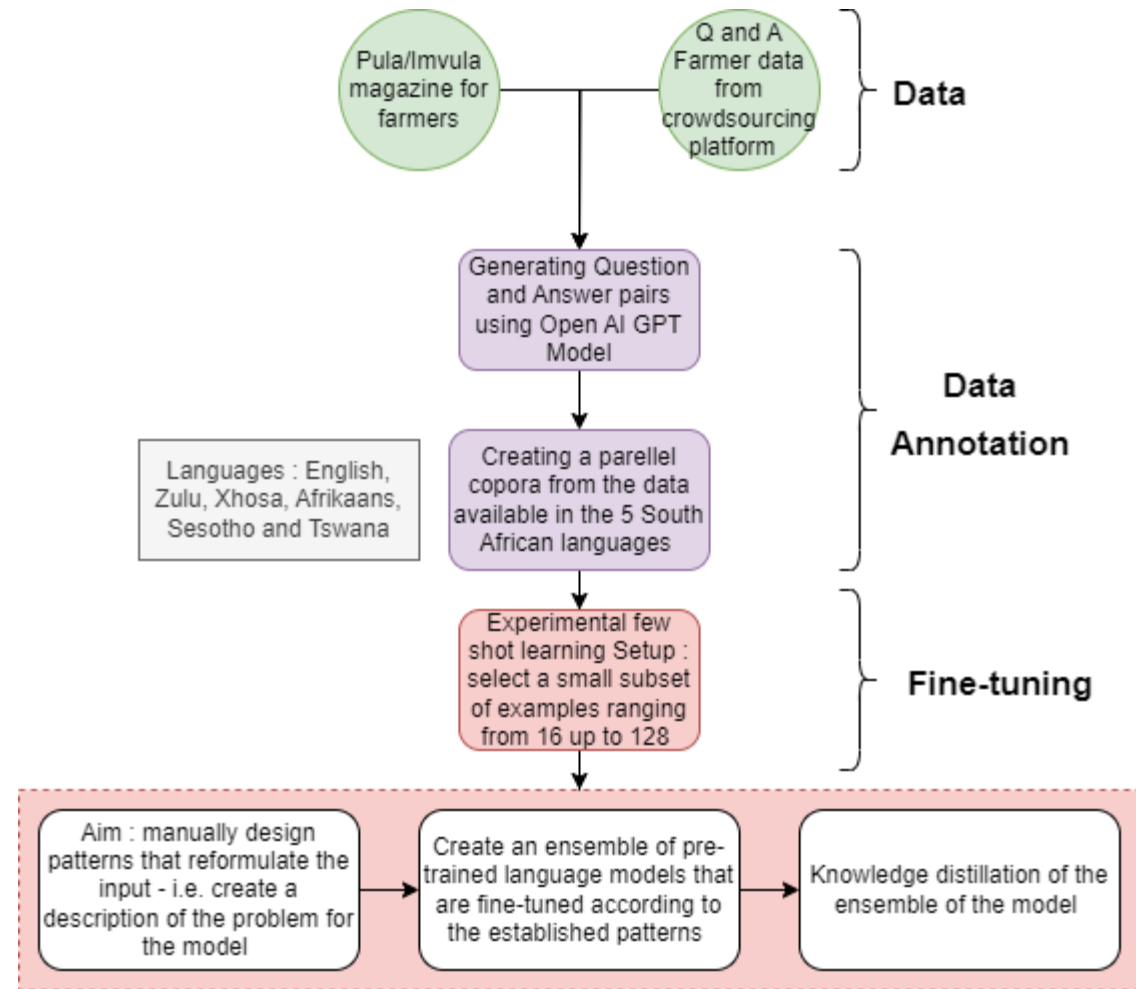 Pula/Imvula
magazine for
farmers
Q and A
Farmer data
from
crowdsourcing
platform
Data
Generating Question
and Answer pairs
using Open AI GPT
Model
Data
Annotation
Languages : English,
Zulu, Xhosa, Afrikaans,
Sesotho and Tswana
Creating a parellel
copora from the data
available in the 5 South
African languages
Experimental few
shot learning Setup :
select a small subset
of examples ranging
from 16 up to 128
Fine-tuning
Aim : manually design
patterns that reformulate the
input - i.e. create a
description of the problem for
the model
Create an ensemble of pre-
trained language models that
are fine-tuned according to
the established patterns
Knowledge distillation of the
ensemble of the model